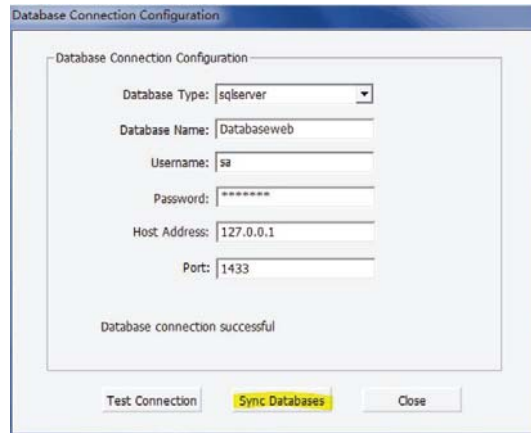 Database Connection Configuration
Database Connection Configuration
Database Type: sqlserver
Database Name: Databaseweb
Username: sa
Password: *******
Host Address: 127.0.0.1
Port: 1433
Database connection successful
Test Connection Sync Databases Close